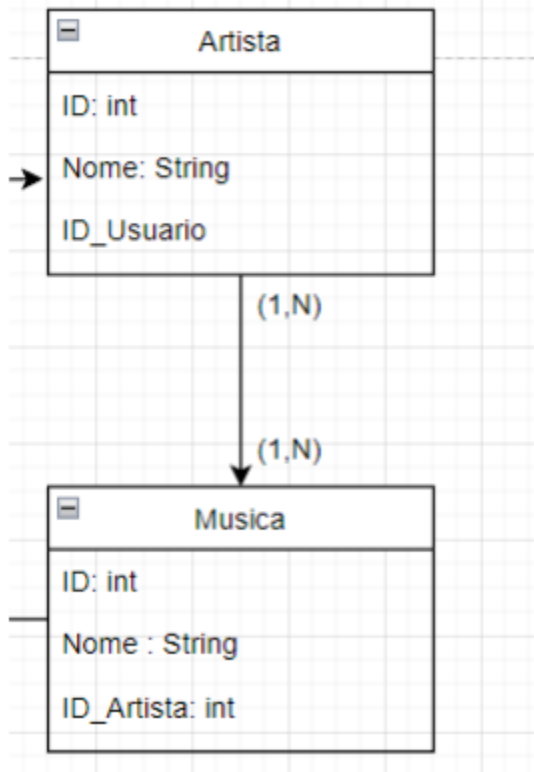 Artista
ID: int
Nome: String
ID_Usuario
(1,N)
(1,N)
Musica
ID: int
Nome : String
ID_Artista: int